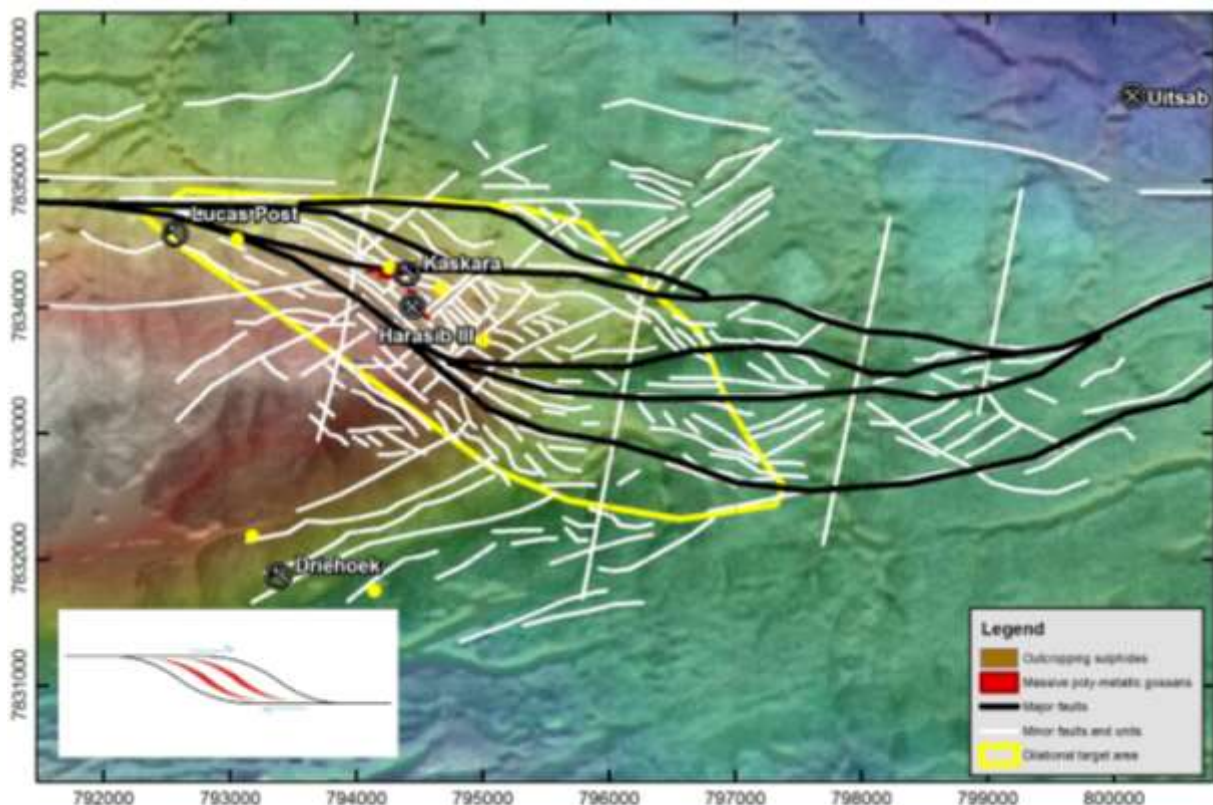 7836000
Uitsab
7835000
Lucas Post
Kaskara
7834000
Harasib III
7833000
7832000
Driehoek
Legend
Outcropping sulphides
Massive poly-metallic gossans
Major faults
Minor faults and units
Dilational target area
7831000
792000 793000 794000 795000 796000 797000 798000 799000 800000